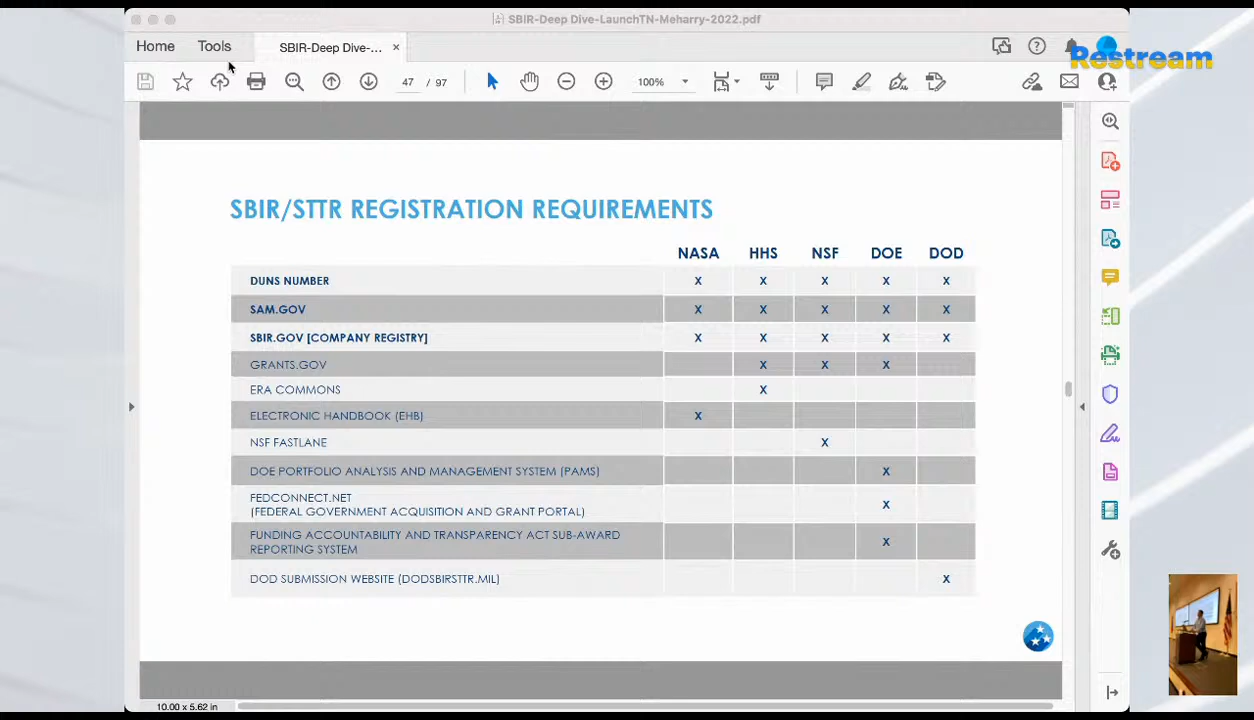 SBIR-Deep Dive-LaunchTN-Meharry-2022.pdf
Home Tools SBIR-Deep Dive-... ×
Restream
47 / 97 100%
SBIR/STTR REGISTRATION REQUIREMENTS
NASA HHS NSF DOE DOD
DUNS NUMBER X X X X X
SAM.GOV X X X X X
SBIR.GOV [COMPANY REGISTRY] X X X X X
GRANTS.GOV X X X
ERA COMMONS X
ELECTRONIC HANDBOOK (EHB) X
NSF FASTLANE X
DOE PORTFOLIO ANALYSIS AND MANAGEMENT SYSTEM (PAMS) X
FEDCONNECT.NET
(FEDERAL GOVERNMENT ACQUISITION AND GRANT PORTAL) X
FUNDING ACCOUNTABILITY AND TRANSPARENCY ACT SUB-AWARD
REPORTING SYSTEM X
DOD SUBMISSION WEBSITE (DODSBIRSTTR.MIL) X
10.00 x 5.62 in